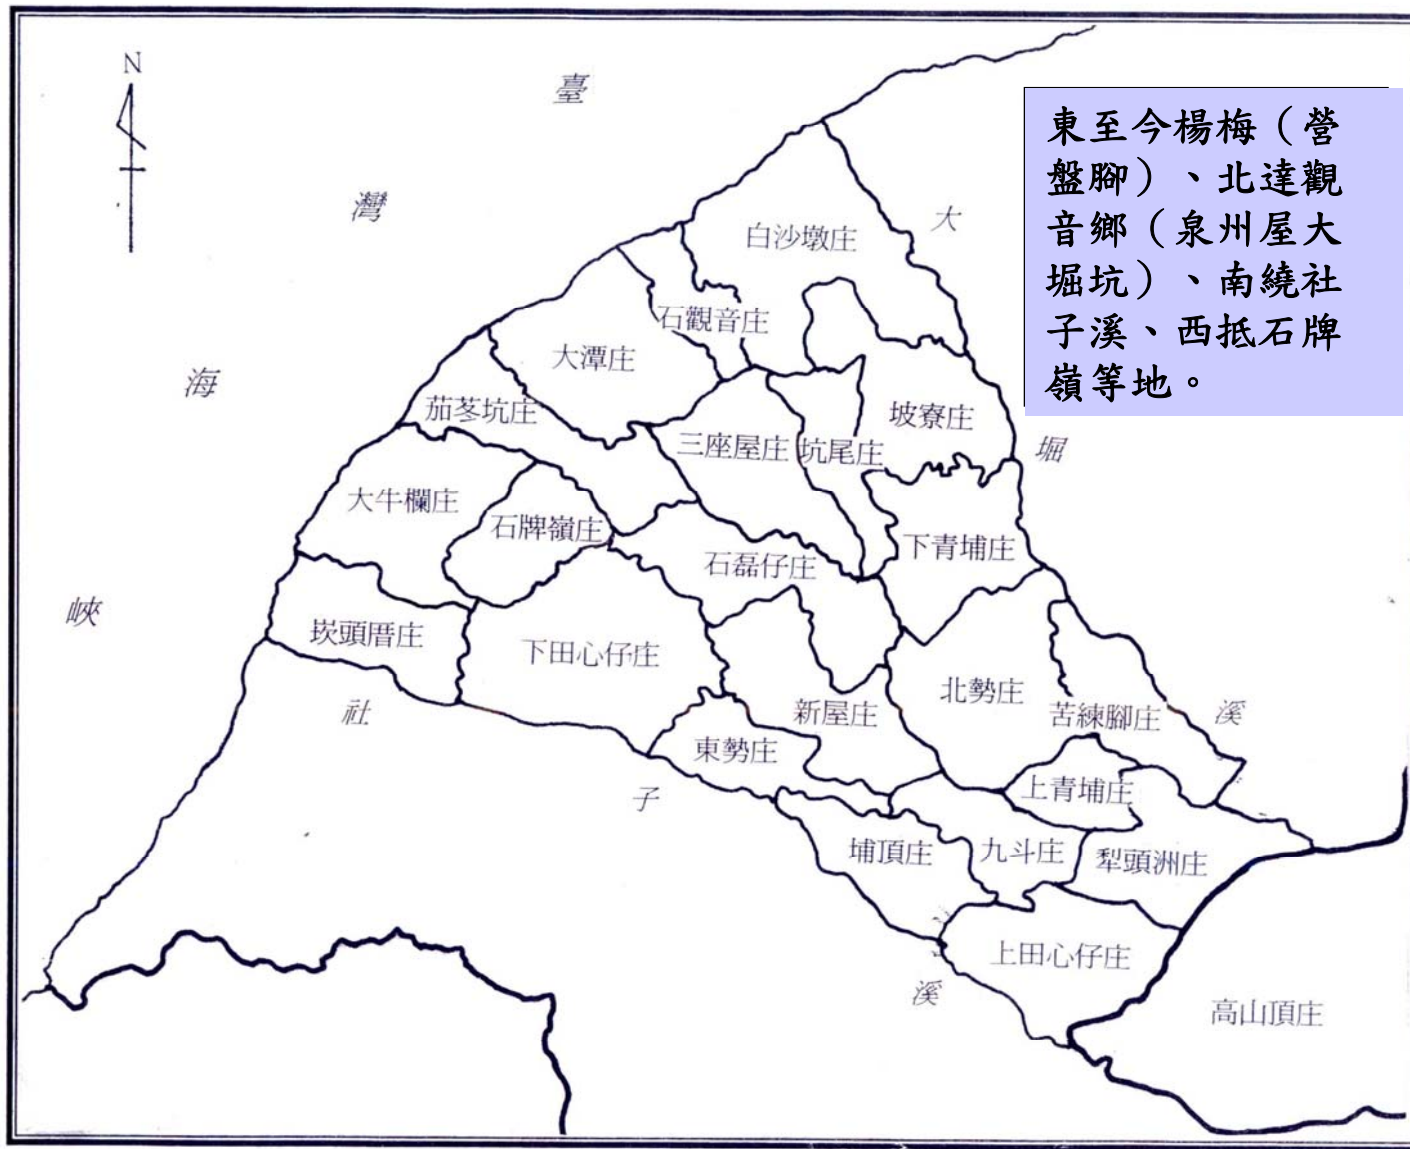 N
臺
灣
海
峽
東至今楊梅（營
盤腳）、北達觀
音鄉（泉州屋大
堀坑）、南繞社
子溪、西抵石牌
嶺等地。
大
堀
溪
白沙墩庄
石觀音庄
大潭庄
茄苳坑庄
三座屋庄
坑尾庄
坡寮庄
大牛欄庄
石牌嶺庄
石磊仔庄
下青埔庄
崁頭厝庄
下田心仔庄
北勢庄
新屋庄
苦練腳庄
東勢庄
上青埔庄
埔頂庄
九斗庄
犁頭洲庄
上田心仔庄
高山頂庄
社
子
溪